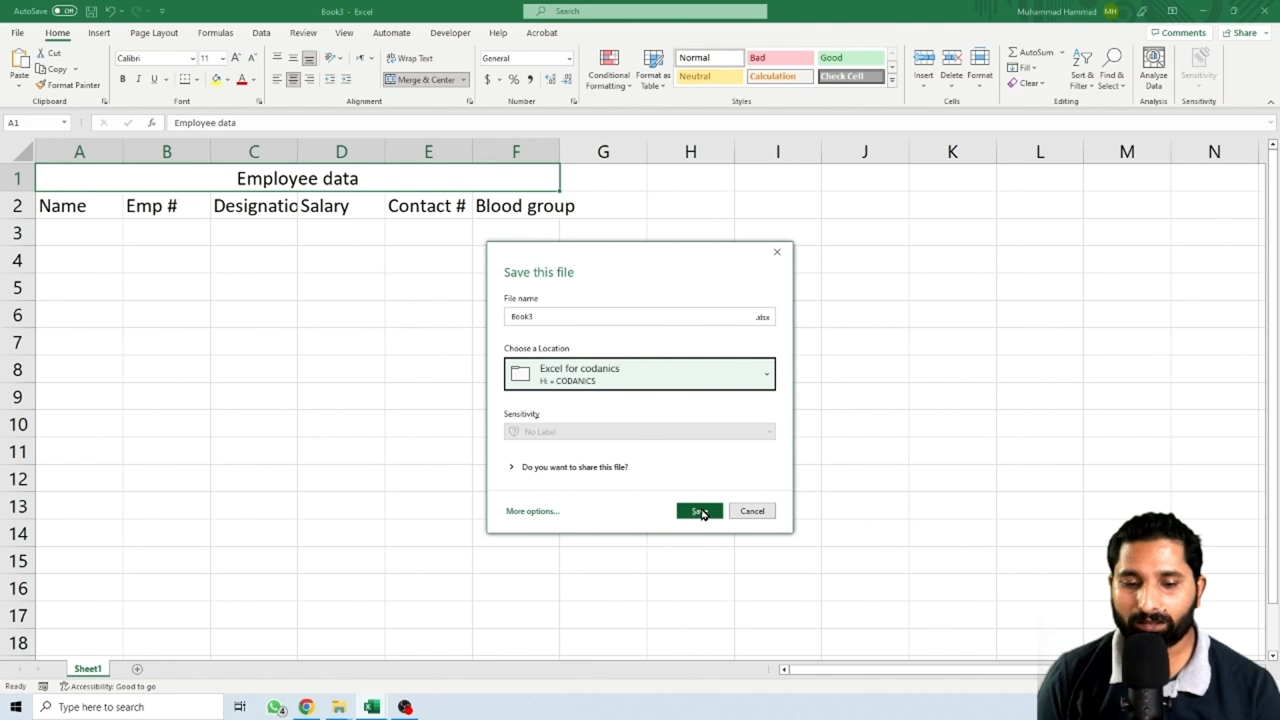 AutoSave Off
Book3 - Excel
Search
Muhammad Hammad MH
File Home Insert Page Layout Formulas Data Review View Automate Developer Help Acrobat
Comments Share
Paste
Cut
Copy
Format Painter
Clipboard
Calibri 11
B I U
Font
Wrap Text
Merge & Center
Alignment
General
$ % ,
Number
Conditional Formatting
Format as Table
Normal Bad Good
Neutral Calculation Check Cell
Styles
Insert Delete Format
Cells
AutoSum
Fill
Clear
Sort & Filter
Find & Select
Editing
Analyze Data
Analysis
Sensitivity
Sensitivity
A1 fx Employee data
A B C D E F G H I J K L M N
1 Employee data
2 Name Emp # Designatio Salary Contact # Blood group
3
4
5
6
7
8
9
10
11
12
13
14
15
16
17
18
Save this file
File name
Book3 .xlsx
Choose a Location
Excel for codanics
H: » CODANICS
Sensitivity
No Label
Do you want to share this file?
More options...
Save Cancel
Sheet1
Ready Accessibility: Good to go
Type here to search
4